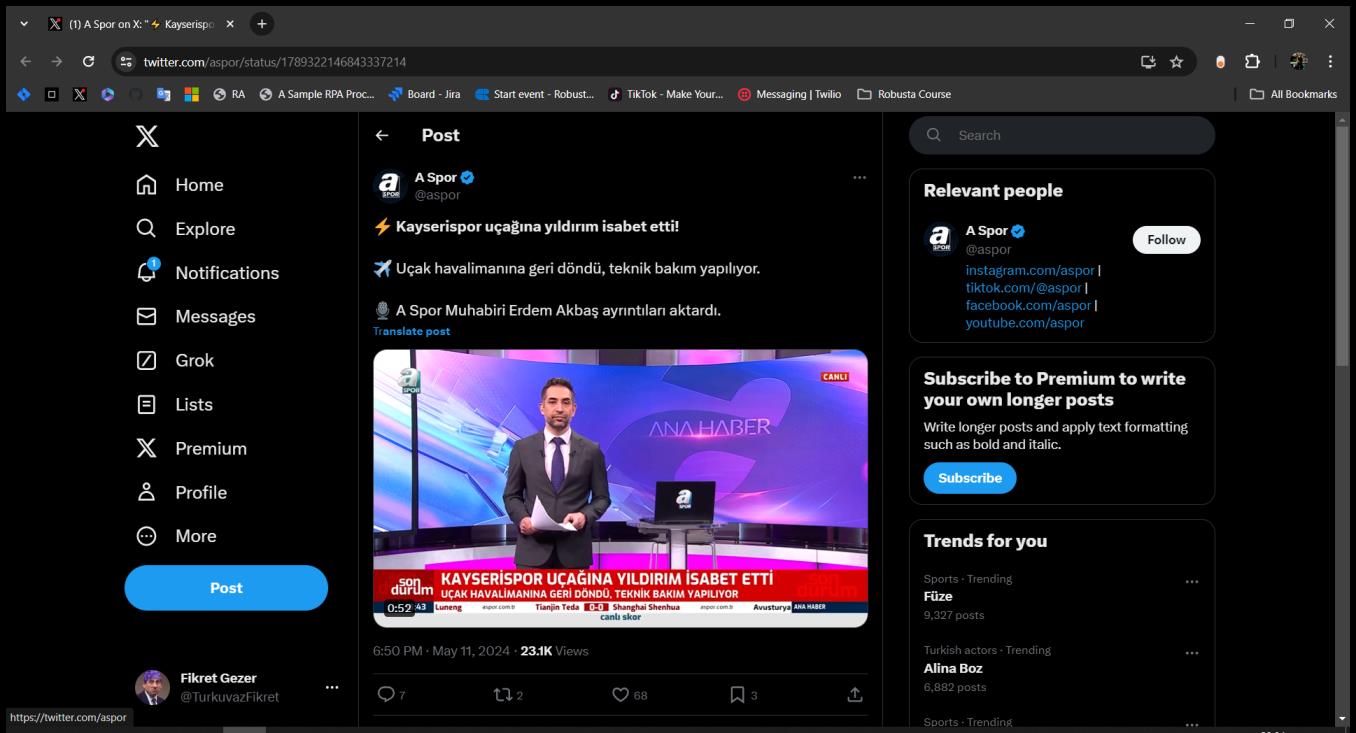 (1) A Spor on X: "⚡ Kayserispo
twitter.com/aspor/status/1789322146843337214
RA
A Sample RPA Proc...
Board - Jira
Start event - Robust...
TikTok - Make Your...
Messaging | Twilio
Robusta Course
All Bookmarks
Home
Explore
1
Notifications
Messages
Grok
Lists
Premium
Profile
More
Post
Fikret Gezer
@TurkuvazFikret
https://twitter.com/aspor
Post
A Spor
@aspor
⚡ Kayserispor uçağına yıldırım isabet etti!
✈️ Uçak havalimanına geri döndü, teknik bakım yapılıyor.
🎙️ A Spor Muhabiri Erdem Akbaş ayrıntıları aktardı.
Translate post
a SPOR
CANLI
ANA HABER
a SPOR
son durum
KAYSERİSPOR UÇAĞINA YILDIRIM İSABET ETTİ
UÇAK HAVALİMANINA GERİ DÖNDÜ, TEKNİK BAKIM YAPILIYOR
son durum
0:52 :43 Luneng aspor.com.tr Tianjin Teda 0-0 Shanghai Shenhua aspor.com.tr Avusturya ANA HABER
canlı skor
6:50 PM · May 11, 2024 · 23.1K Views
7 2 68 3
Search
Relevant people
A Spor
@aspor
Follow
instagram.com/aspor |
tiktok.com/@aspor |
facebook.com/aspor |
youtube.com/aspor
Subscribe to Premium to write
your own longer posts
Write longer posts and apply text formatting
such as bold and italic.
Subscribe
Trends for you
Sports · Trending
Füze
9,327 posts
Turkish actors · Trending
Alina Boz
6,882 posts
Sports · Trending